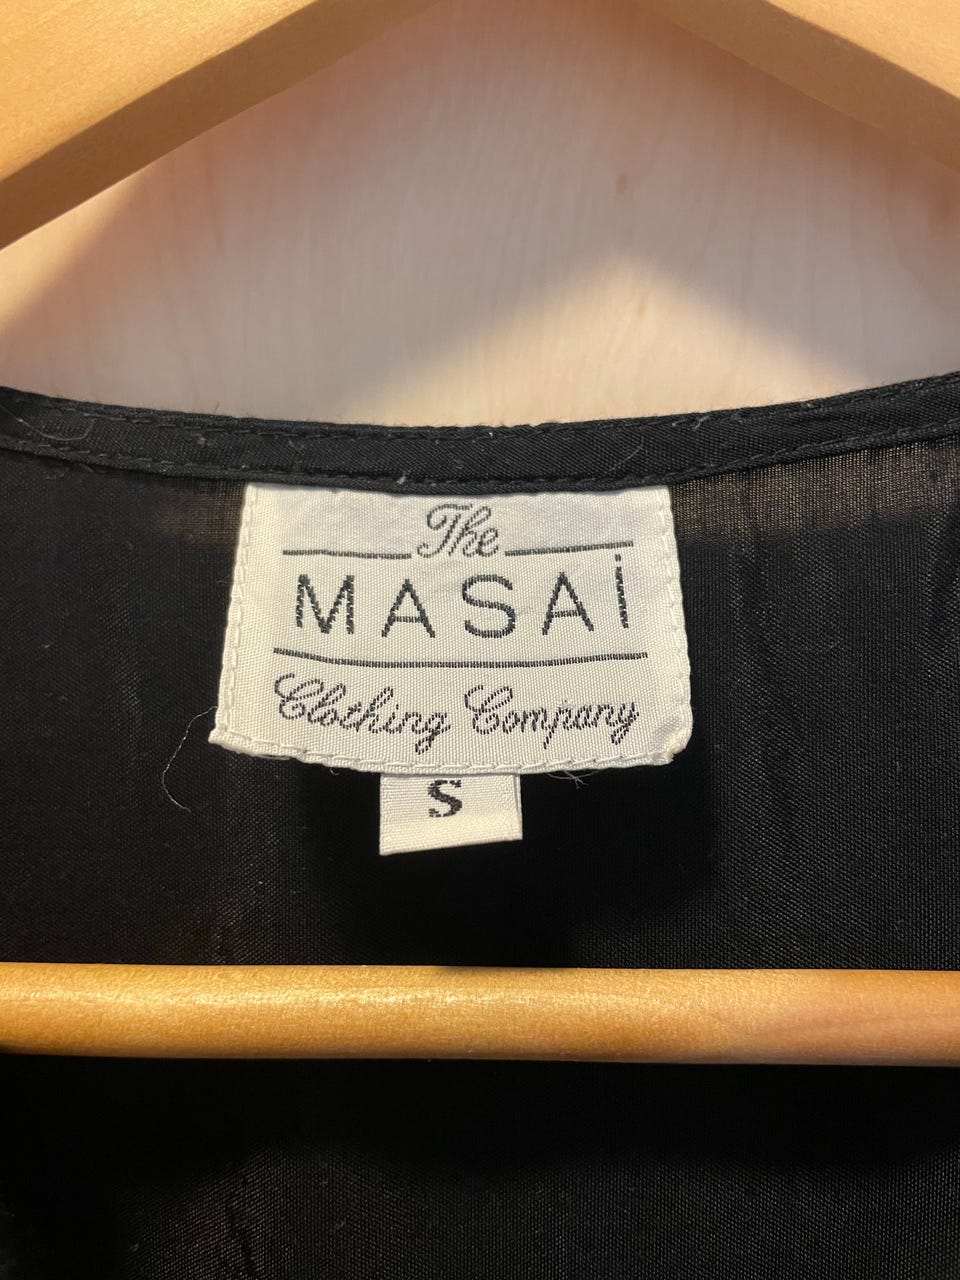 The
MASAi
Clothing Company
S